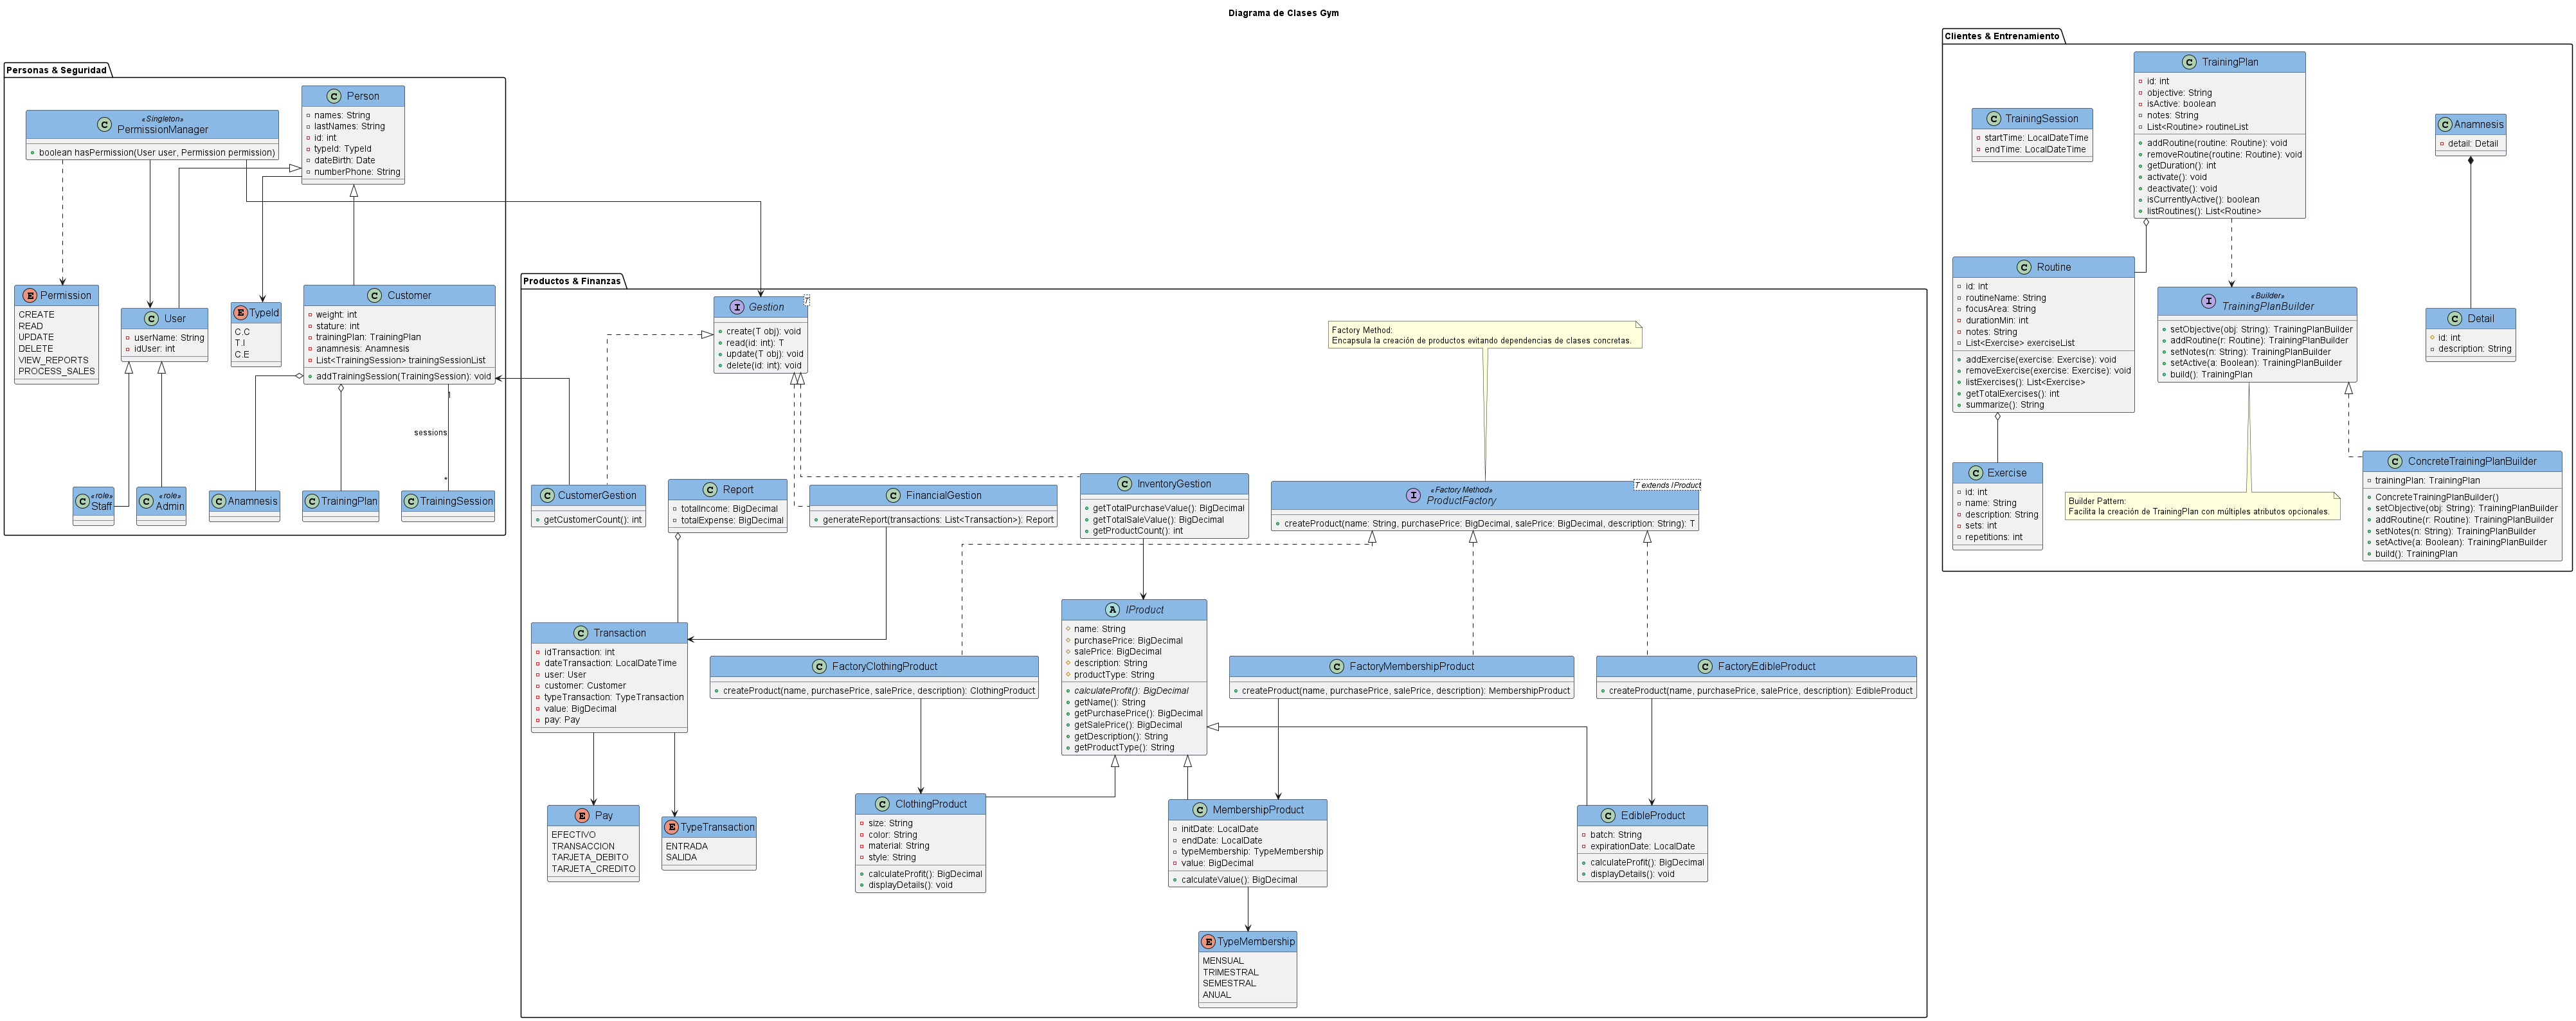 Diagrama de Clases Gym
Personas & Seguridad
«Singleton»
PermissionManager
boolean hasPermission(User user, Permission permission)
Person
names: String
lastNames: String
id: int
typeId: TypeId
dateBirth: Date
numberPhone: String
Permission
CREATE
READ
UPDATE
DELETE
VIEW_REPORTS
PROCESS_SALES
User
userName: String
idUser: int
TypeId
C.C
T.I
C.E
Customer
weight: int
stature: int
trainingPlan: TrainingPlan
anamnesis: Anamnesis
List<TrainingSession> trainingSessionList
addTrainingSession(TrainingSession): void
1
sessions
*
«role»
Staff
«role»
Admin
Anamnesis
TrainingPlan
TrainingSession
Productos & Finanzas
Gestion
T
create(T obj): void
read(id: int): T
update(T obj): void
delete(id: int): void
Factory Method:
Encapsula la creación de productos evitando dependencias de clases concretas.
CustomerGestion
getCustomerCount(): int
Report
totalIncome: BigDecimal
totalExpense: BigDecimal
FinancialGestion
generateReport(transactions: List<Transaction>): Report
InventoryGestion
getTotalPurchaseValue(): BigDecimal
getTotalSaleValue(): BigDecimal
getProductCount(): int
«Factory Method»
ProductFactory
T extends IProduct
createProduct(name: String, purchasePrice: BigDecimal, salePrice: BigDecimal, description: String): T
Transaction
idTransaction: int
dateTransaction: LocalDateTime
user: User
customer: Customer
typeTransaction: TypeTransaction
value: BigDecimal
pay: Pay
FactoryClothingProduct
createProduct(name, purchasePrice, salePrice, description): ClothingProduct
IProduct
name: String
purchasePrice: BigDecimal
salePrice: BigDecimal
description: String
productType: String
calculateProfit(): BigDecimal
getName(): String
getPurchasePrice(): BigDecimal
getSalePrice(): BigDecimal
getDescription(): String
getProductType(): String
FactoryMembershipProduct
createProduct(name, purchasePrice, salePrice, description): MembershipProduct
FactoryEdibleProduct
createProduct(name, purchasePrice, salePrice, description): EdibleProduct
Pay
EFECTIVO
TRANSACCION
TARJETA_DEBITO
TARJETA_CREDITO
TypeTransaction
ENTRADA
SALIDA
ClothingProduct
size: String
color: String
material: String
style: String
calculateProfit(): BigDecimal
displayDetails(): void
MembershipProduct
initDate: LocalDate
endDate: LocalDate
typeMembership: TypeMembership
value: BigDecimal
calculateValue(): BigDecimal
EdibleProduct
batch: String
expirationDate: LocalDate
calculateProfit(): BigDecimal
displayDetails(): void
TypeMembership
MENSUAL
TRIMESTRAL
SEMESTRAL
ANUAL
Clientes & Entrenamiento
TrainingSession
startTime: LocalDateTime
endTime: LocalDateTime
TrainingPlan
id: int
objective: String
isActive: boolean
notes: String
List<Routine> routineList
addRoutine(routine: Routine): void
removeRoutine(routine: Routine): void
getDuration(): int
activate(): void
deactivate(): void
isCurrentlyActive(): boolean
listRoutines(): List<Routine>
Anamnesis
detail: Detail
Routine
id: int
routineName: String
focusArea: String
durationMin: int
notes: String
List<Exercise> exerciseList
addExercise(exercise: Exercise): void
removeExercise(exercise: Exercise): void
listExercises(): List<Exercise>
getTotalExercises(): int
summarize(): String
«Builder»
TrainingPlanBuilder
setObjective(obj: String): TrainingPlanBuilder
addRoutine(r: Routine): TrainingPlanBuilder
setNotes(n: String): TrainingPlanBuilder
setActive(a: Boolean): TrainingPlanBuilder
build(): TrainingPlan
Detail
id: int
description: String
Exercise
id: int
name: String
description: String
sets: int
repetitions: int
Builder Pattern:
Facilita la creación de TrainingPlan con múltiples atributos opcionales.
ConcreteTrainingPlanBuilder
trainingPlan: TrainingPlan
ConcreteTrainingPlanBuilder()
setObjective(obj: String): TrainingPlanBuilder
addRoutine(r: Routine): TrainingPlanBuilder
setNotes(n: String): TrainingPlanBuilder
setActive(a: Boolean): TrainingPlanBuilder
build(): TrainingPlan